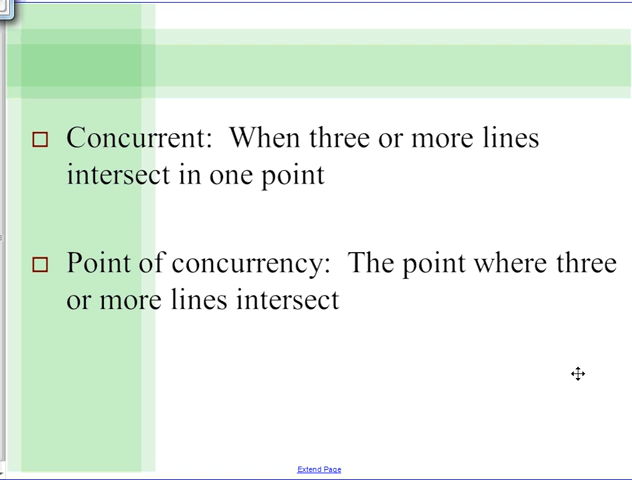 Concurrent:  When three or more lines
intersect in one point
Point of concurrency:  The point where three
or more lines intersect
Extend Page